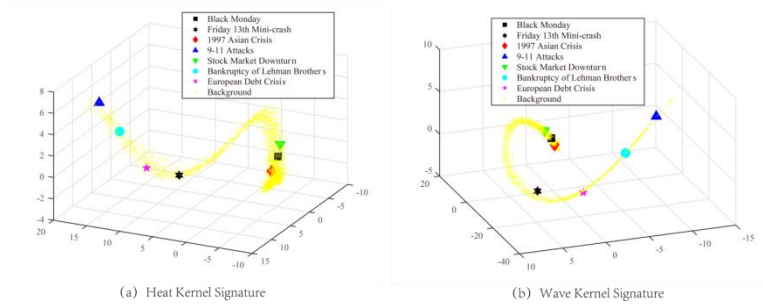 Black Monday
Friday 13th Mini-crash
1997 Asian Crisis
9-11 Attacks
Stock Market Downturn
Bankruptcy of Lehman Brothers
European Debt Crisis
Background
8
6
4
2
0
-2
-4
20
15
10
5
0
15
10
5
0
-5
-10
(a) Heat Kernel Signature
Black Monday
Friday 13th Mini-crash
1997 Asian Crisis
9-11 Attacks
Stock Market Downturn
Bankruptcy of Lehman Brothers
European Debt Crisis
Background
10
5
0
-5
20
0
-20
-40
10
5
0
-5
-10
-15
(b) Wave Kernel Signature